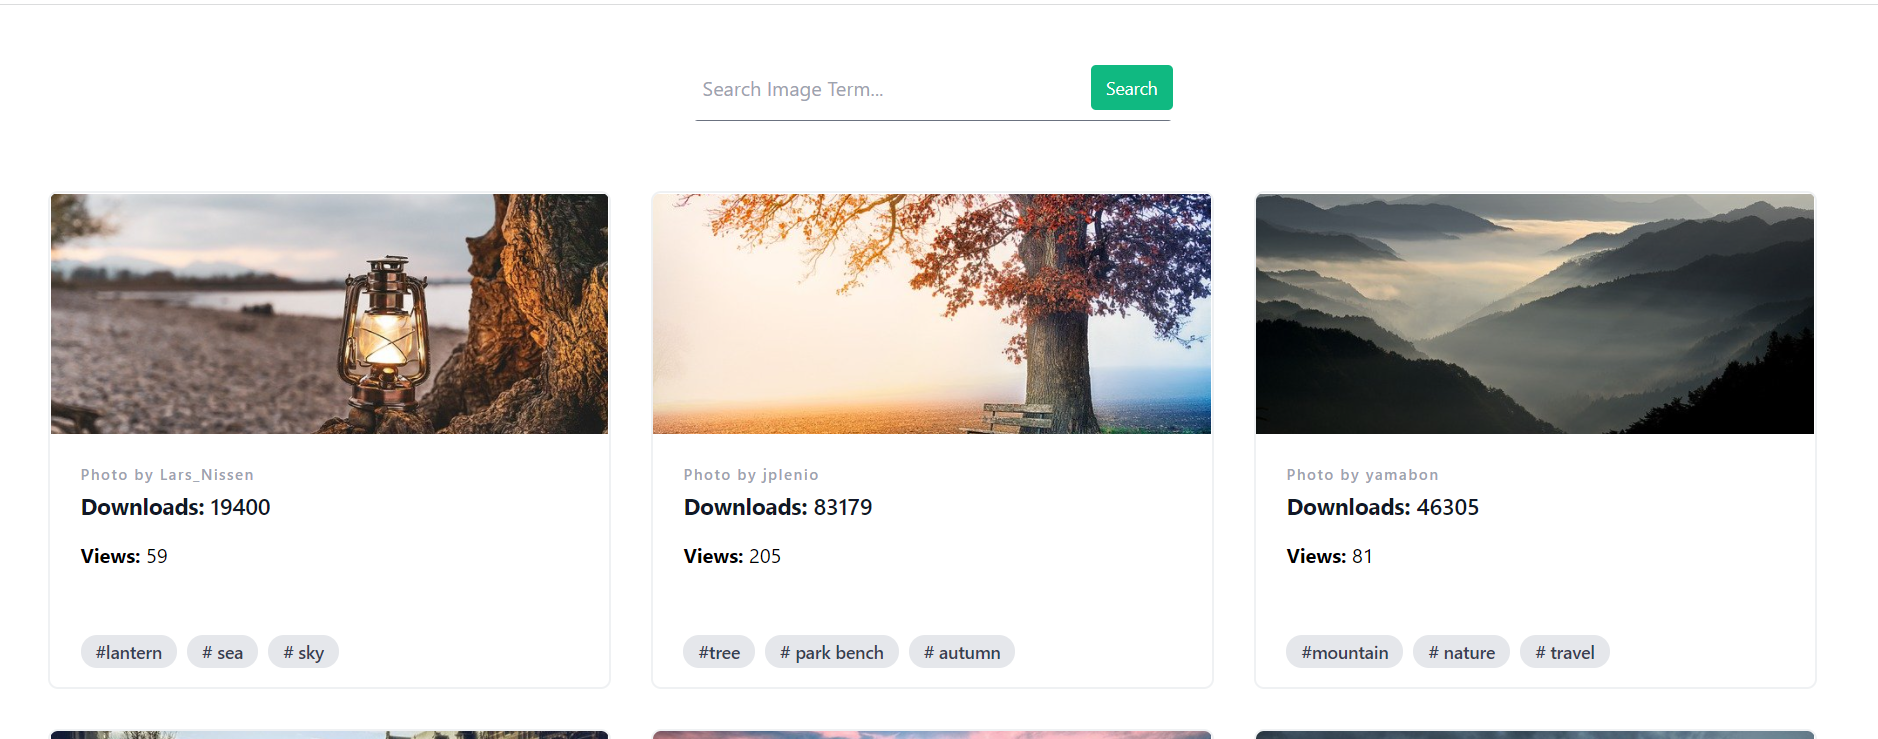 Search Image Term...
Search
Photo by Lars_Nissen
Downloads: 19400
Views: 59
#lantern # sea # sky
Photo by jplenio
Downloads: 83179
Views: 205
#tree # park bench # autumn
Photo by yamabon
Downloads: 46305
Views: 81
#mountain # nature # travel